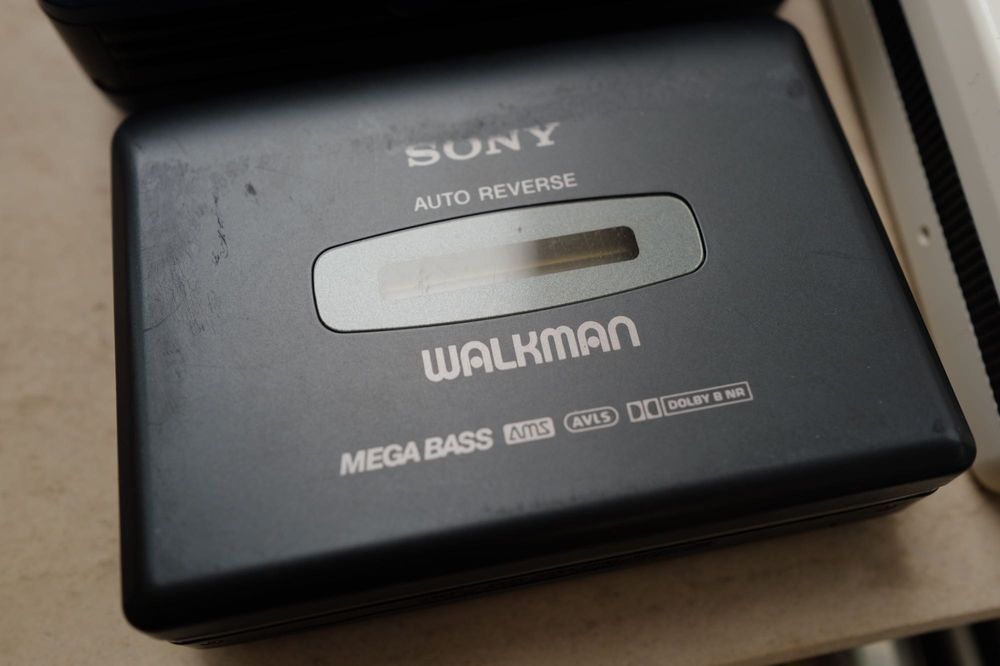 SONY
AUTO REVERSE
WALKMAN
MEGA BASS AMS AVLS DOLBY B NR